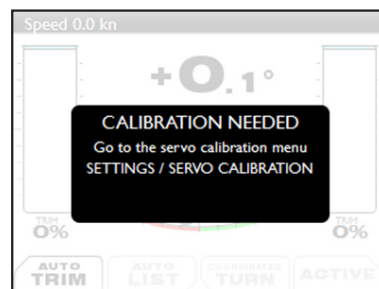 Speed 0.0 kn
+0.1°
CALIBRATION NEEDED
Go to the servo calibration menu
SETTINGS / SERVO CALIBRATION
TRIM
0%
TRIM
0%
AUTO
TRIM
AUTO
LIST
COORDINATED
TURN
ACTIVE